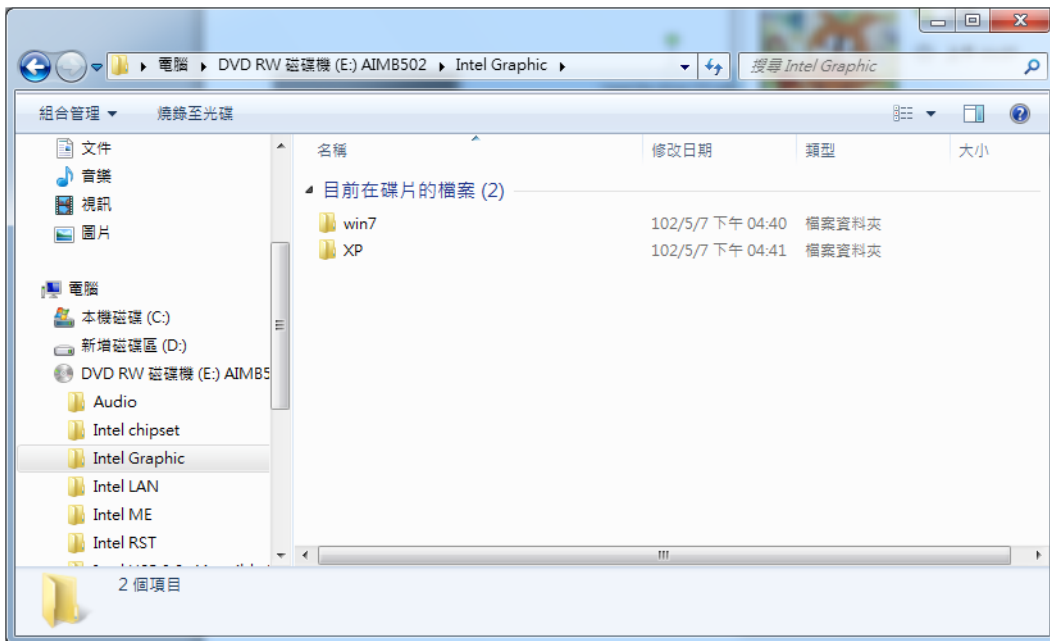 電腦 ▸ DVD RW 磁碟機 (E:) AIMB502 ▸ Intel Graphic ▸
搜尋 Intel Graphic
組合管理 燒錄至光碟
文件
音樂
視訊
圖片
電腦
本機磁碟 (C:)
新增磁碟區 (D:)
DVD RW 磁碟機 (E:) AIMB5
Audio
Intel chipset
Intel Graphic
Intel LAN
Intel ME
Intel RST
名稱 修改日期 類型 大小
目前在碟片的檔案 (2)
win7 102/5/7 下午 04:40 檔案資料夾
XP 102/5/7 下午 04:41 檔案資料夾
2 個項目